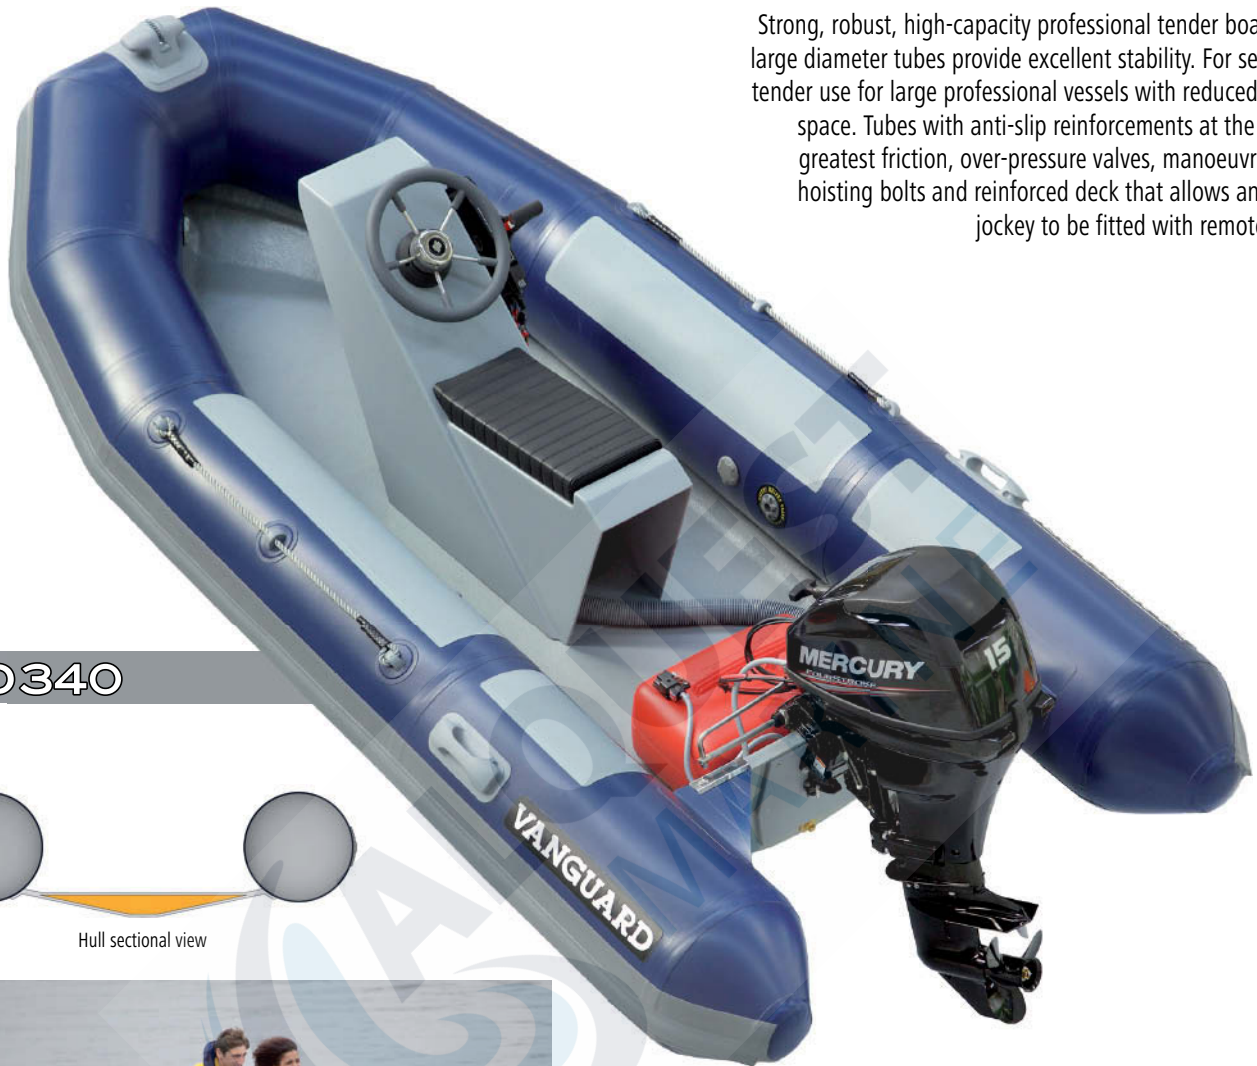 Strong, robust, high-capacity professional tender boa
large diameter tubes provide excellent stability. For se
tender use for large professional vessels with reduced
space. Tubes with anti-slip reinforcements at the
greatest friction, over-pressure valves, manoeuvr
hoisting bolts and reinforced deck that allows an
jockey to be fitted with remot
MERCURY
FOURSTROKE
15
340
VANGUARD
Hull sectional view
MARINE